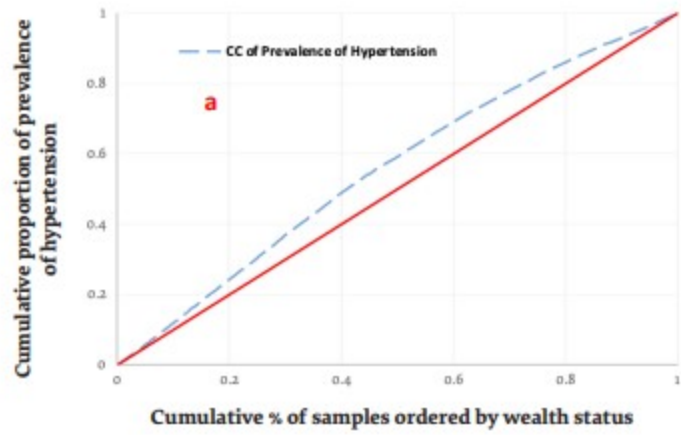 Cumulative proportion of prevalence
of hypertension
1
0.8
0.6
0.4
0.2
0
CC of Prevalence of Hypertension
a
0
0.2
0.4
0.6
0.8
1
Cumulative % of samples ordered by wealth status